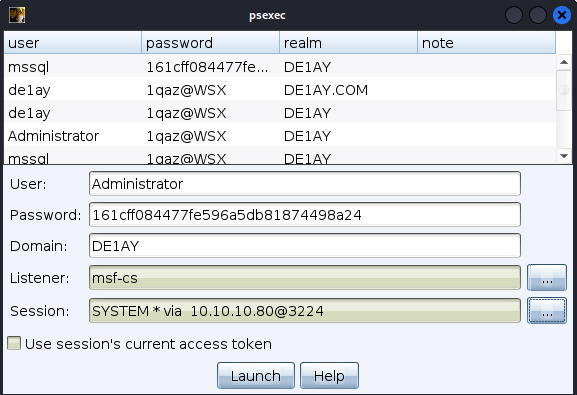 psexec
user password realm note
mssql 161cff084477fe... DE1AY
de1ay 1qaz@WSX DE1AY.COM
de1ay 1qaz@WSX DE1AY
Administrator 1qaz@WSX DE1AY
mssql 1qaz@WSX DE1AY
User: Administrator
Password: 161cff084477fe596a5db81874498a24
Domain: DE1AY
Listener: msf-cs ...
Session: SYSTEM * via 10.10.10.80@3224 ...
Use session's current access token
Launch Help